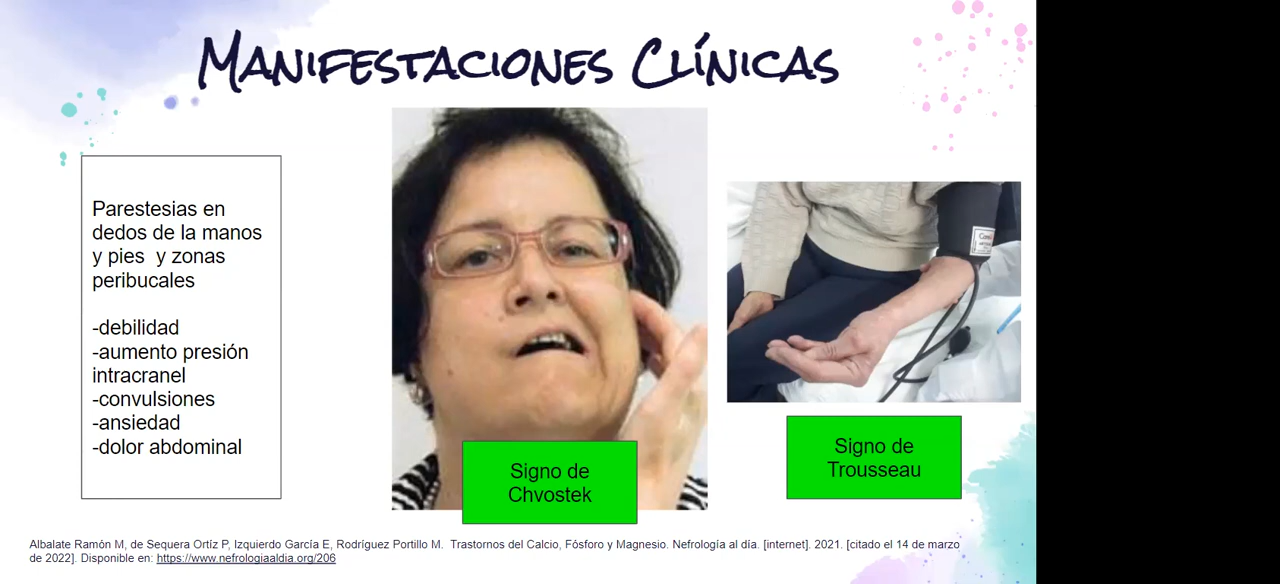 Manifestaciones Clínicas
Parestesias en
dedos de la manos
y pies y zonas
peribucales
-debilidad
-aumento presión
intracranel
-convulsiones
-ansiedad
-dolor abdominal
Signo de
Chvostek
Signo de
Trousseau
Albalate Ramón M, de Sequera Ortíz P, Izquierdo García E, Rodríguez Portillo M. Trastornos del Calcio, Fósforo y Magnesio. Nefrología al día. [internet]. 2021. [citado el 14 de marzo
de 2022]. Disponible en: https://www.nefrologiaaldia.org/206